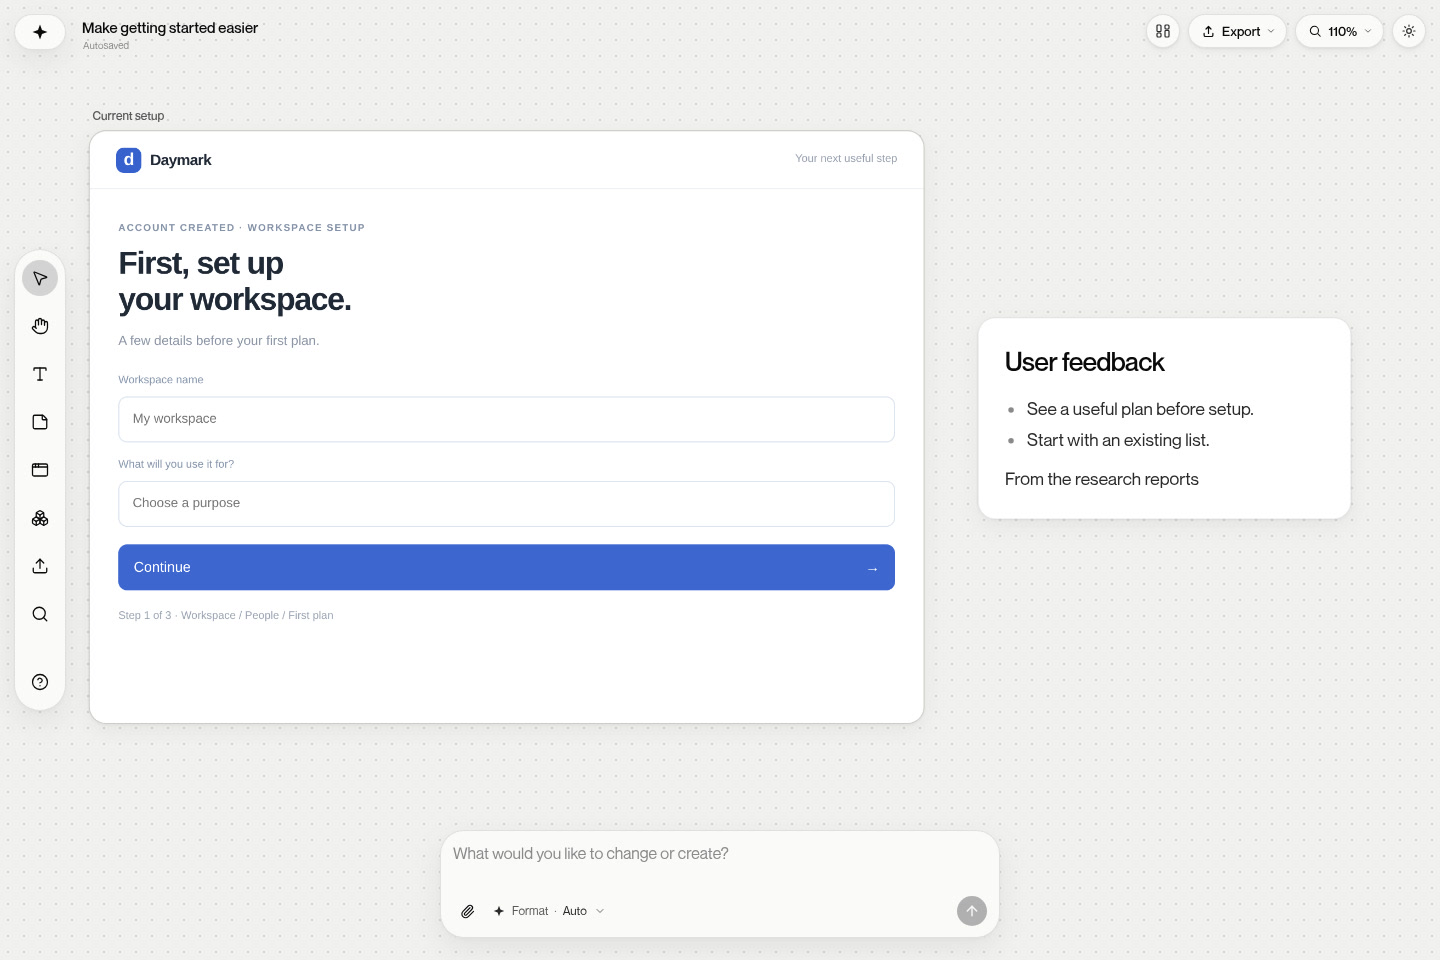 Make getting started easier
Autosaved
Export
110%
Current setup
d Daymark
Your next useful step
ACCOUNT CREATED · WORKSPACE SETUP
First, set up
your workspace.
A few details before your first plan.
Workspace name
My workspace
What will you use it for?
Choose a purpose
Continue →
Step 1 of 3 · Workspace / People / First plan
User feedback
• See a useful plan before setup.
• Start with an existing list.
From the research reports
What would you like to change or create?
Format · Auto